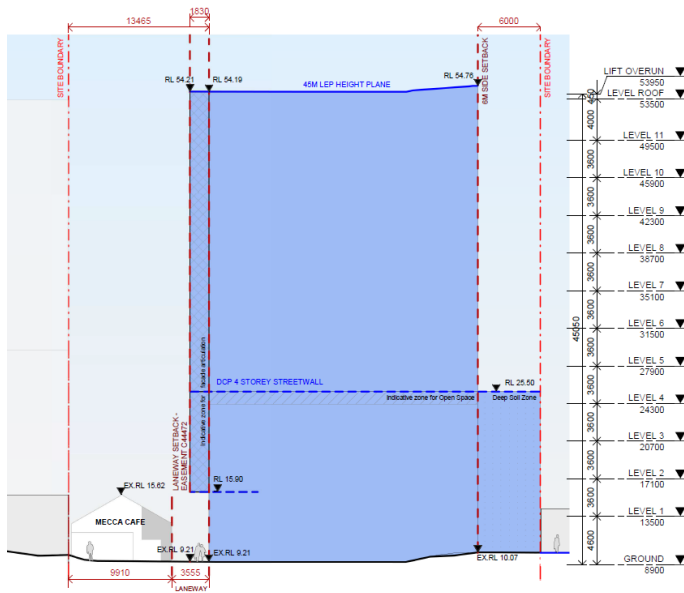 1830
13465
6000
SITE BOUNDARY
RL 54.21
RL 54.19
45M LEP HEIGHT PLANE
RL 54.76
6M SIDE SETBACK
SITE BOUNDARY
LIFT OVERUN
53950
LEVEL ROOF
53500
450
4000
LEVEL 11
49500
3600
LEVEL 10
45900
3600
LEVEL 9
42300
3600
LEVEL 8
38700
3600
LEVEL 7
35100
3600
LEVEL 6
31500
45050
3600
LEVEL 5
27900
3600
LEVEL 4
24300
3600
LEVEL 3
20700
3600
LEVEL 2
17100
3600
LEVEL 1
13500
4600
GROUND
8900
Indicative zone for facade articulation
DCP 4 STOREY STREETWALL
RL 25.50
Indicative zone for Open Space
Deep Soil Zone
LANEWAY SETBACK -
EASEMENT C44472
RL 15.90
EX.RL 15.62
MECCA CAFE
EX.RL 9.21
EX.RL 9.21
EX.RL 10.07
9910
3555
LANEWAY